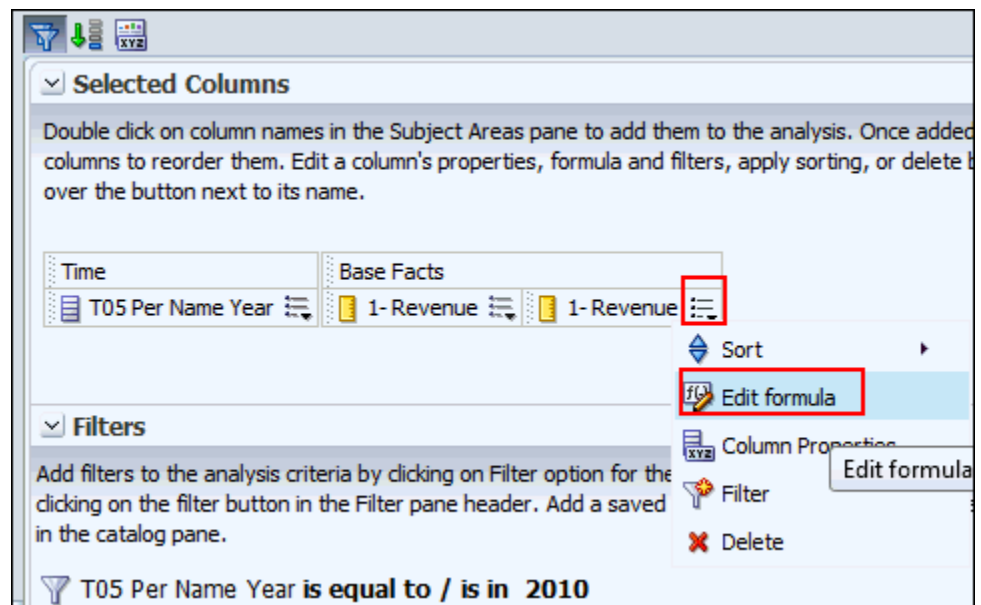 XYZ
Selected Columns
Double click on column names in the Subject Areas pane to add them to the analysis. Once added
columns to reorder them. Edit a column's properties, formula and filters, apply sorting, or delete b
over the button next to its name.
Time
Base Facts
T05 Per Name Year
1- Revenue
1- Revenue
Sort
f(.)
Edit formula
XYZ
Column Properties
Edit formula
Filters
Add filters to the analysis criteria by clicking on Filter option for the
clicking on the filter button in the Filter pane header. Add a saved
in the catalog pane.
Filter
Delete
T05 Per Name Year is equal to / is in 2010